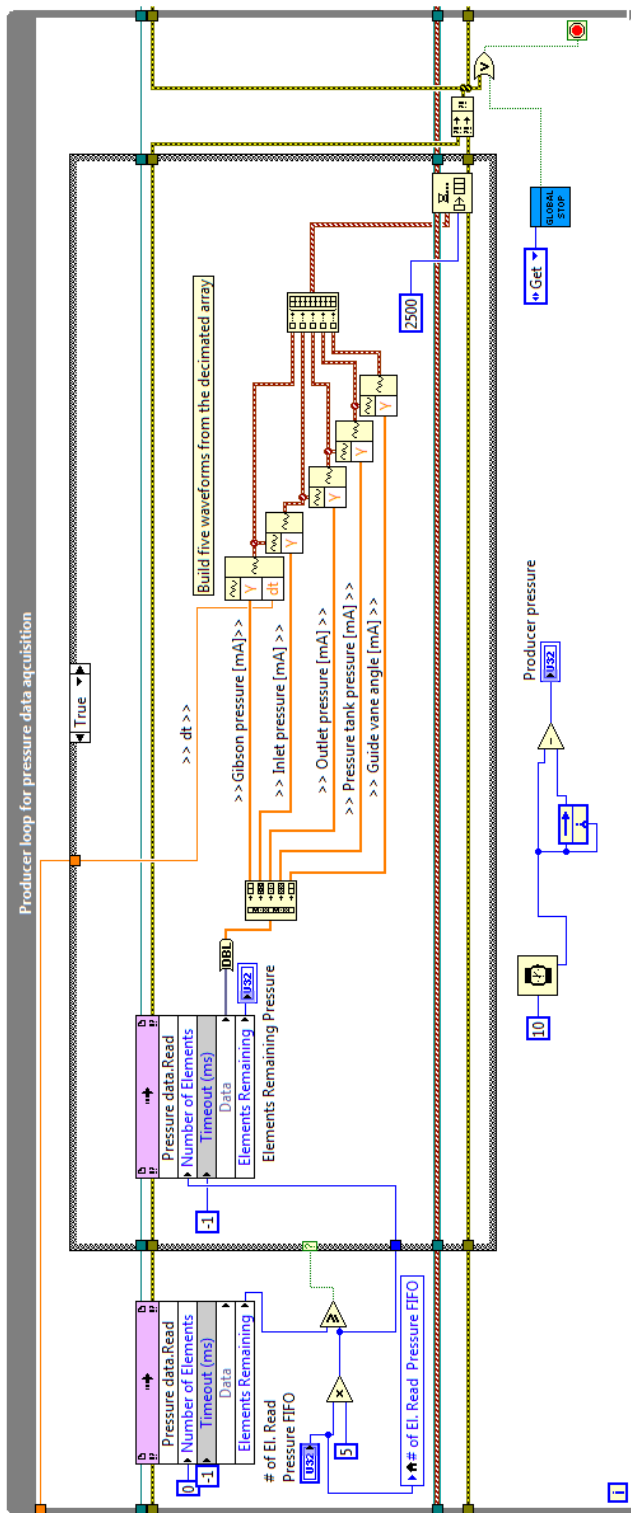 Producer loop for pressure data aqcuisition
True
Pressure data.Read
Number of Elements
Timeout (ms)
Data
Elements Remaining
0
-1
# of El. Read
Pressure FIFO
U32
5
# of El. Read Pressure FIFO
Pressure data.Read
Number of Elements
Timeout (ms)
Data
Elements Remaining
-1
U32
Elements Remaining Pressure
DBL
>> dt >>
>> Gibson pressure [mA]>>
>> Inlet pressure [mA] >>
>> Outlet pressure [mA] >>
>> Pressure tank pressure [mA] >>
>> Guide vane angle [mA] >>
Build five waveforms from the decimated array
Y
dt
Y
Y
Y
Y
2500
10
Producer pressure
U32
Get
GLOBAL
STOP
i